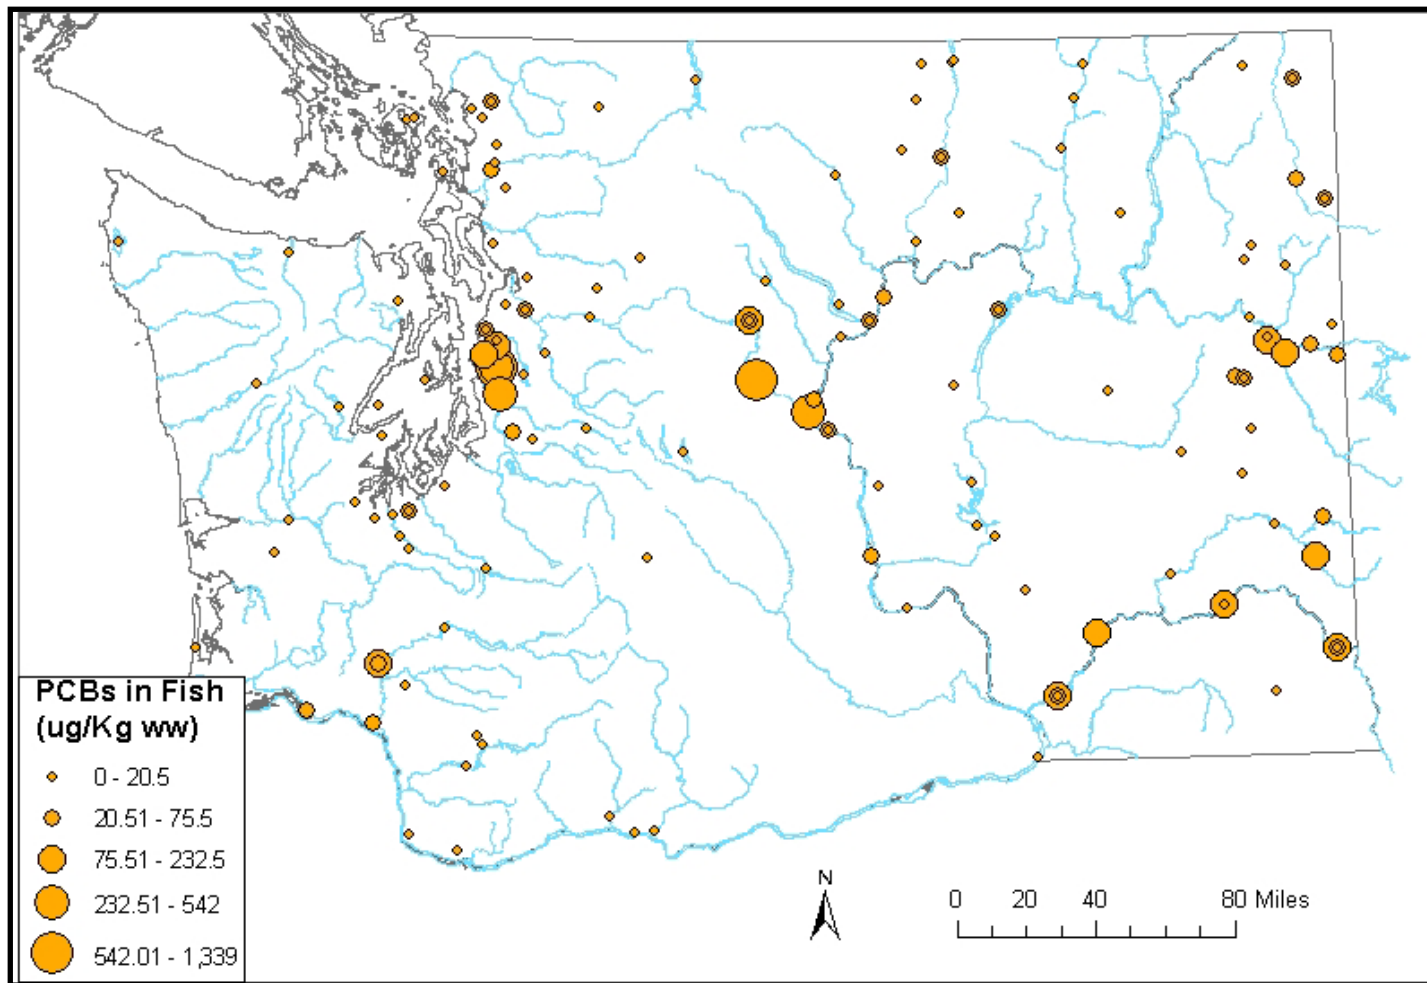 PCBs in Fish
(ug/Kg ww)
0 - 20.5
20.51 - 75.5
75.51 - 232.5
232.51 - 542
542.01 - 1,339
N
0 20 40 80 Miles